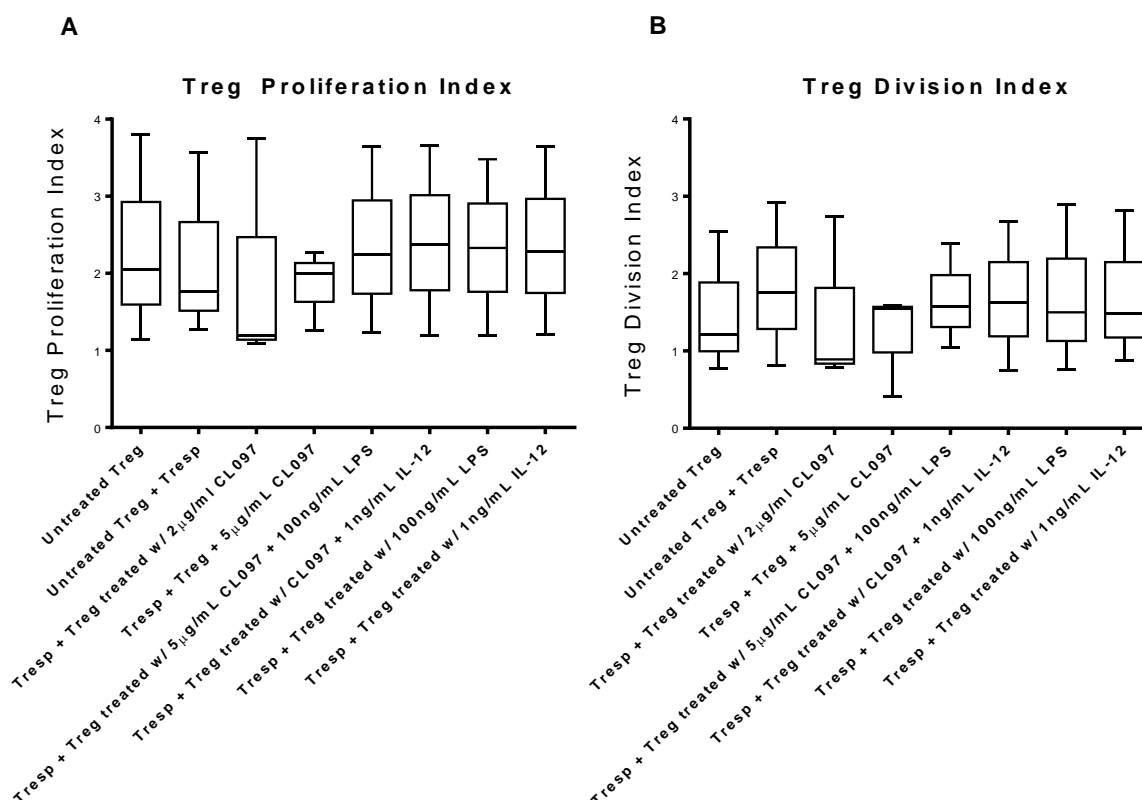 A
Treg Proliferation Index
Treg Proliferation Index
4
3
2
1
0
Untreated Treg
Untreated Treg + Tresp
Tresp + Treg treated w/ 2μg/ml CL097
Tresp + Treg + 5μg/mL CL097
Tresp + Treg treated w/ 5μg/mL CL097 + 100ng/mL LPS
Tresp + Treg treated w/ CL097 + 1ng/mL IL-12
Tresp + Treg treated w/ 100ng/mL LPS
Tresp + Treg treated w/ 1ng/mL IL-12
B
Treg Division Index
Treg Division Index
4
3
2
1
0
Untreated Treg
Untreated Treg + Tresp
Tresp + Treg treated w/ 2μg/ml CL097
Tresp + Treg + 5μg/mL CL097
Tresp + Treg treated w/ 5μg/mL CL097 + 100ng/mL LPS
Tresp + Treg treated w/ CL097 + 1ng/mL IL-12
Tresp + Treg treated w/ 100ng/mL LPS
Tresp + Treg treated w/ 1ng/mL IL-12